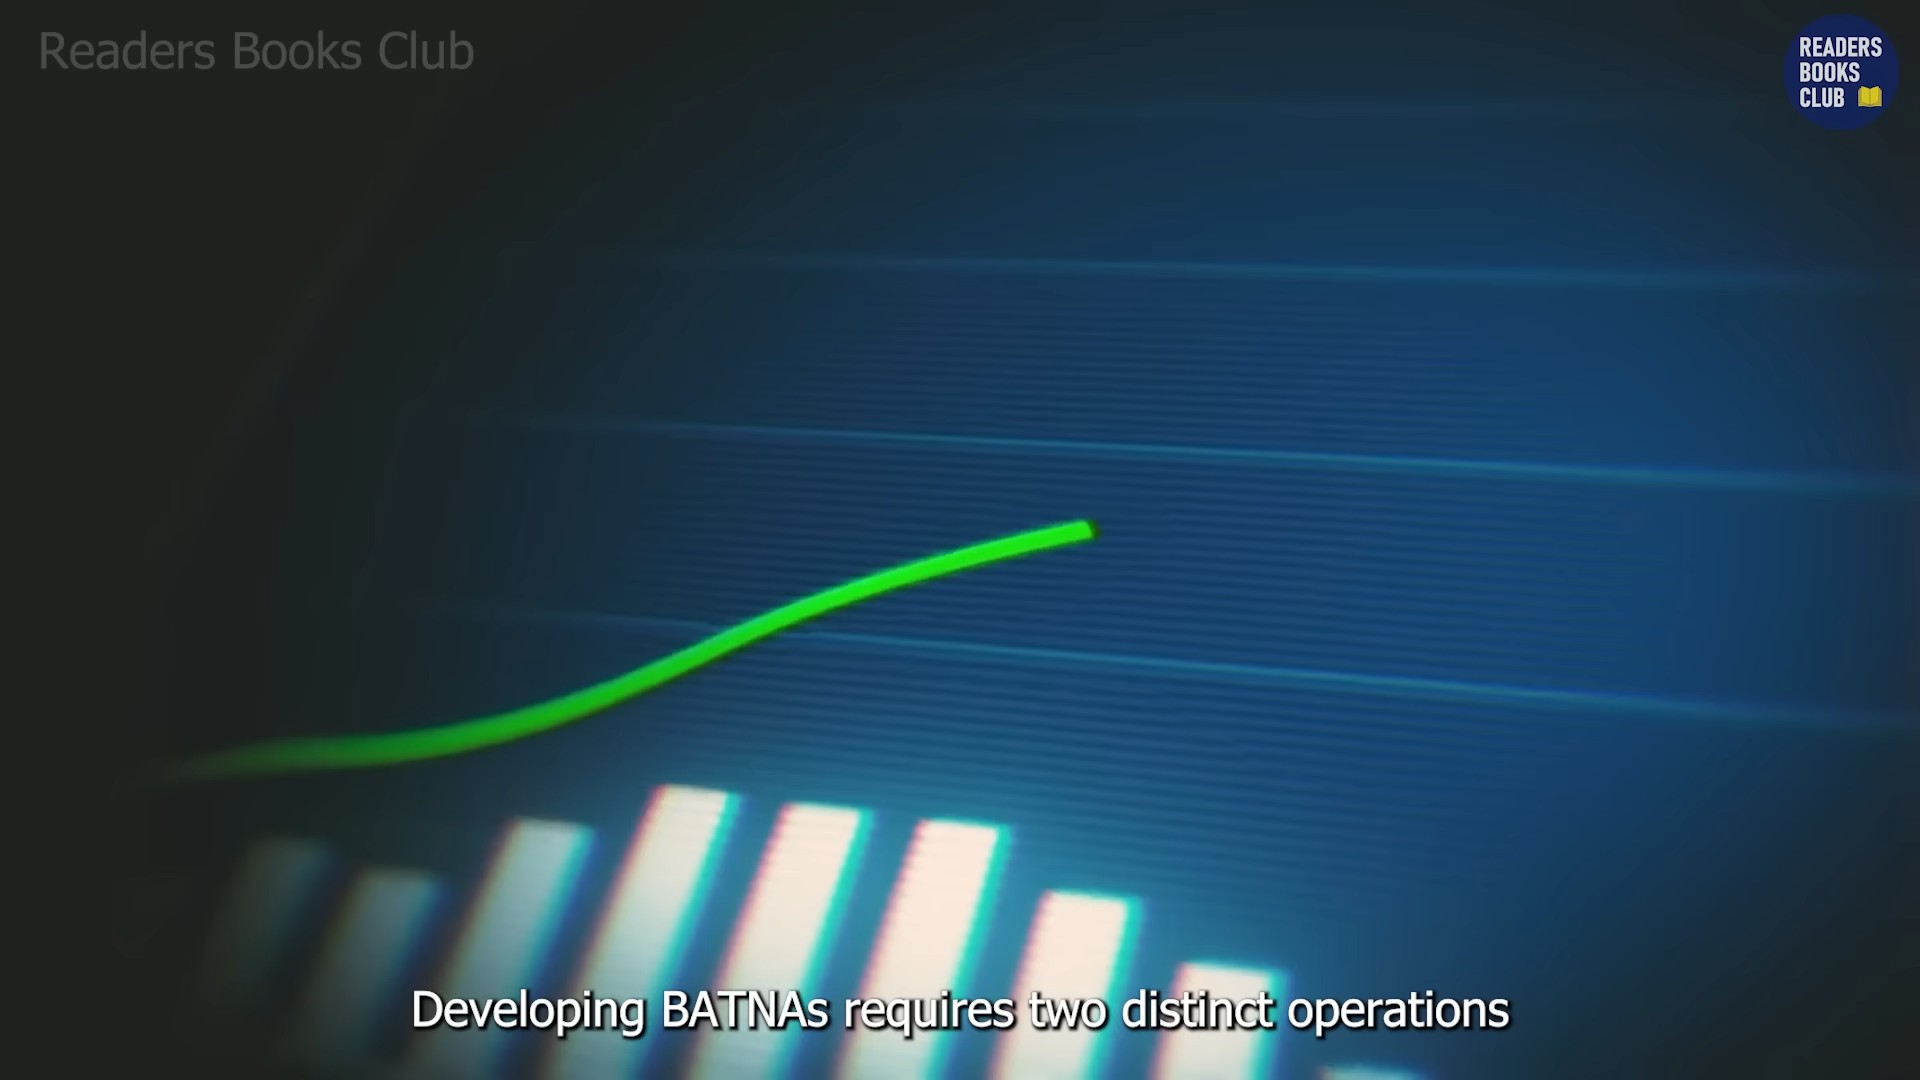 Readers Books Club
READERS
BOOKS
CLUB
Developing BATNAs requires two distinct operations